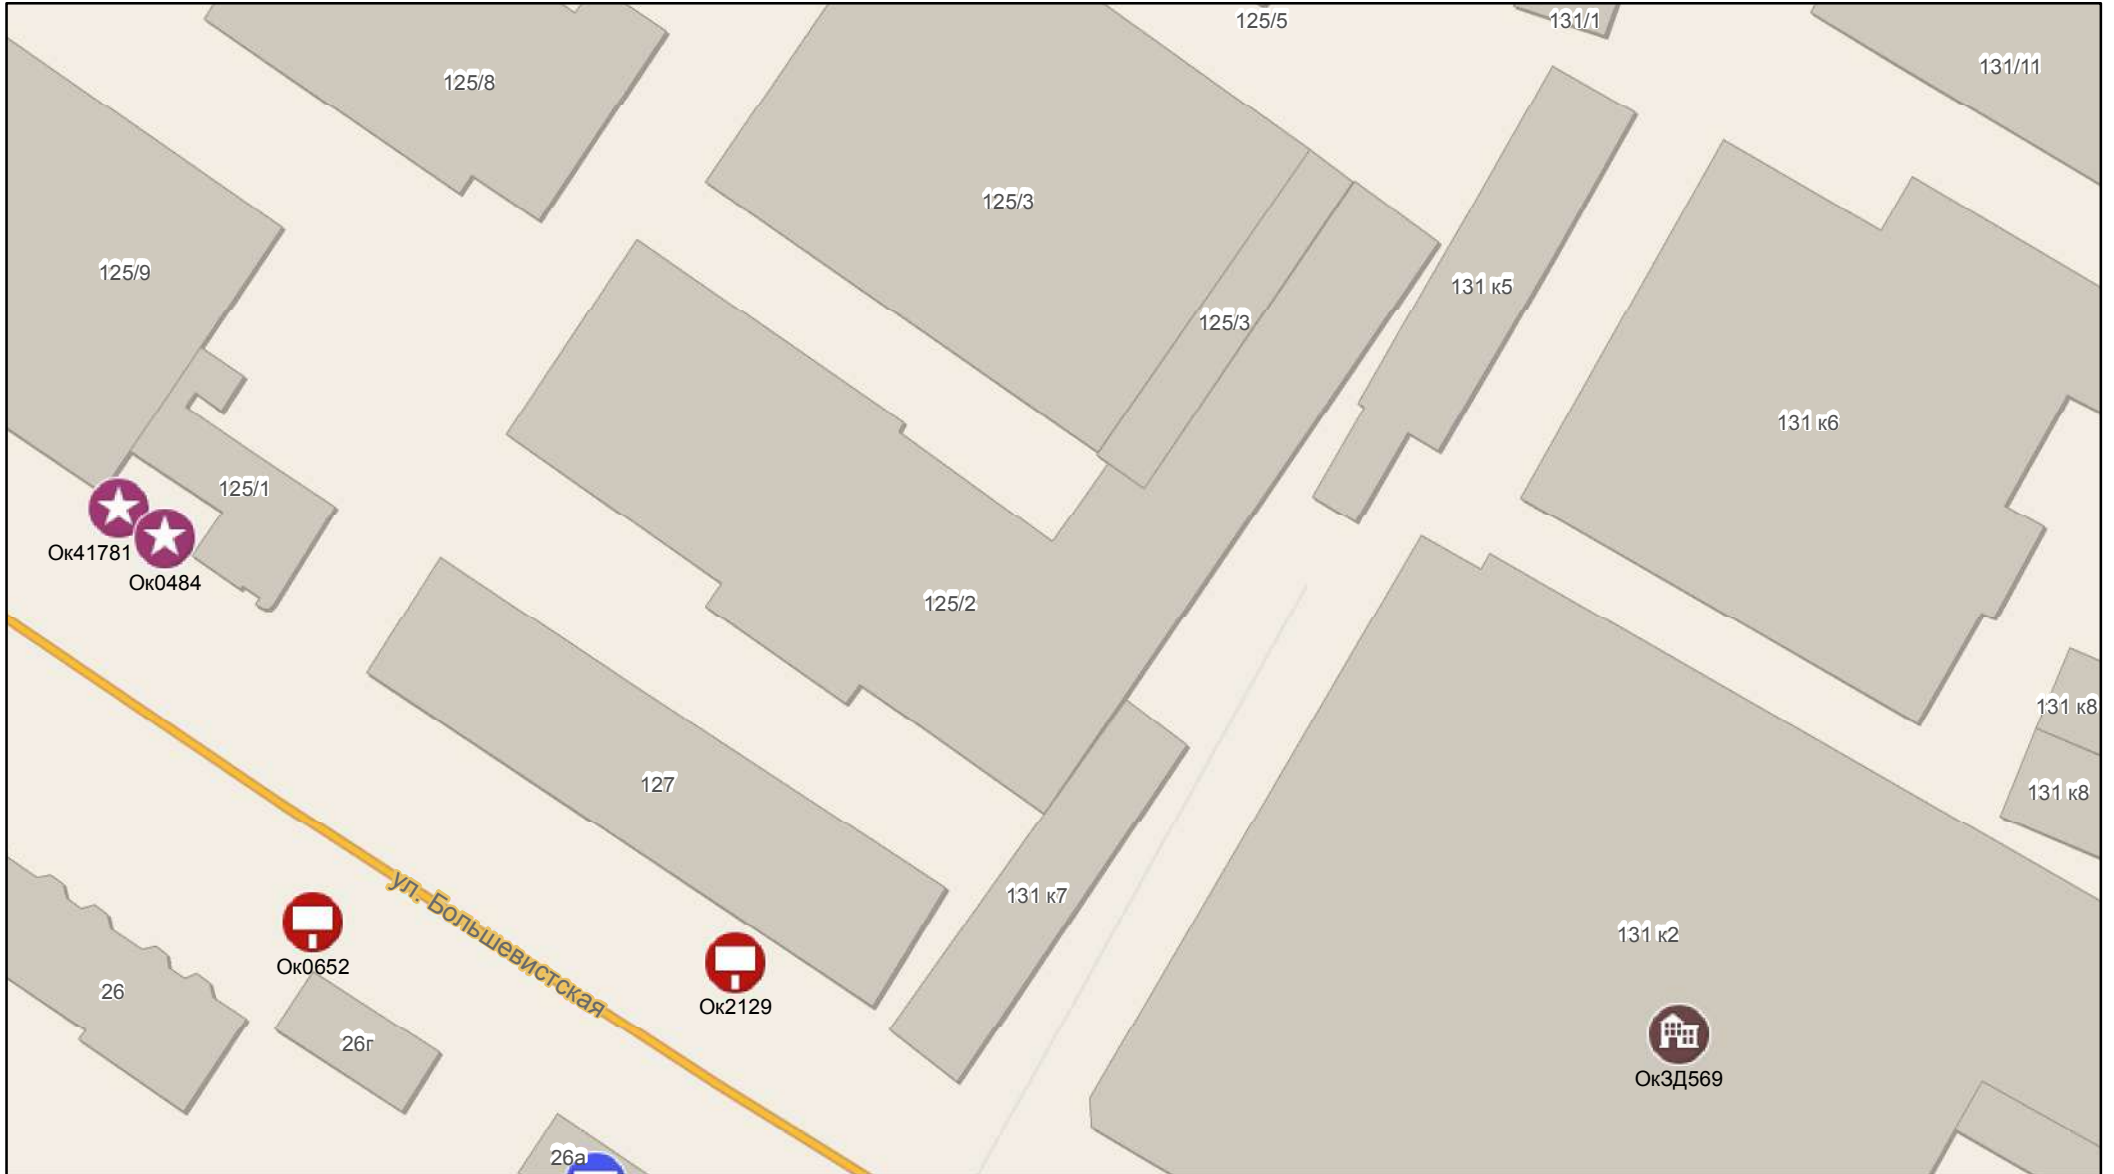 125/5
131/1
131/11
125/8
125/3
125/9
131 к5
125/3
131 к6
125/1
Ок41781
Ок0484
125/2
131 к8
127
131 к8
ул. Большевистская
131 к7
131 к2
Ок0652
26
Ок2129
26г
ОкЗД569
26а